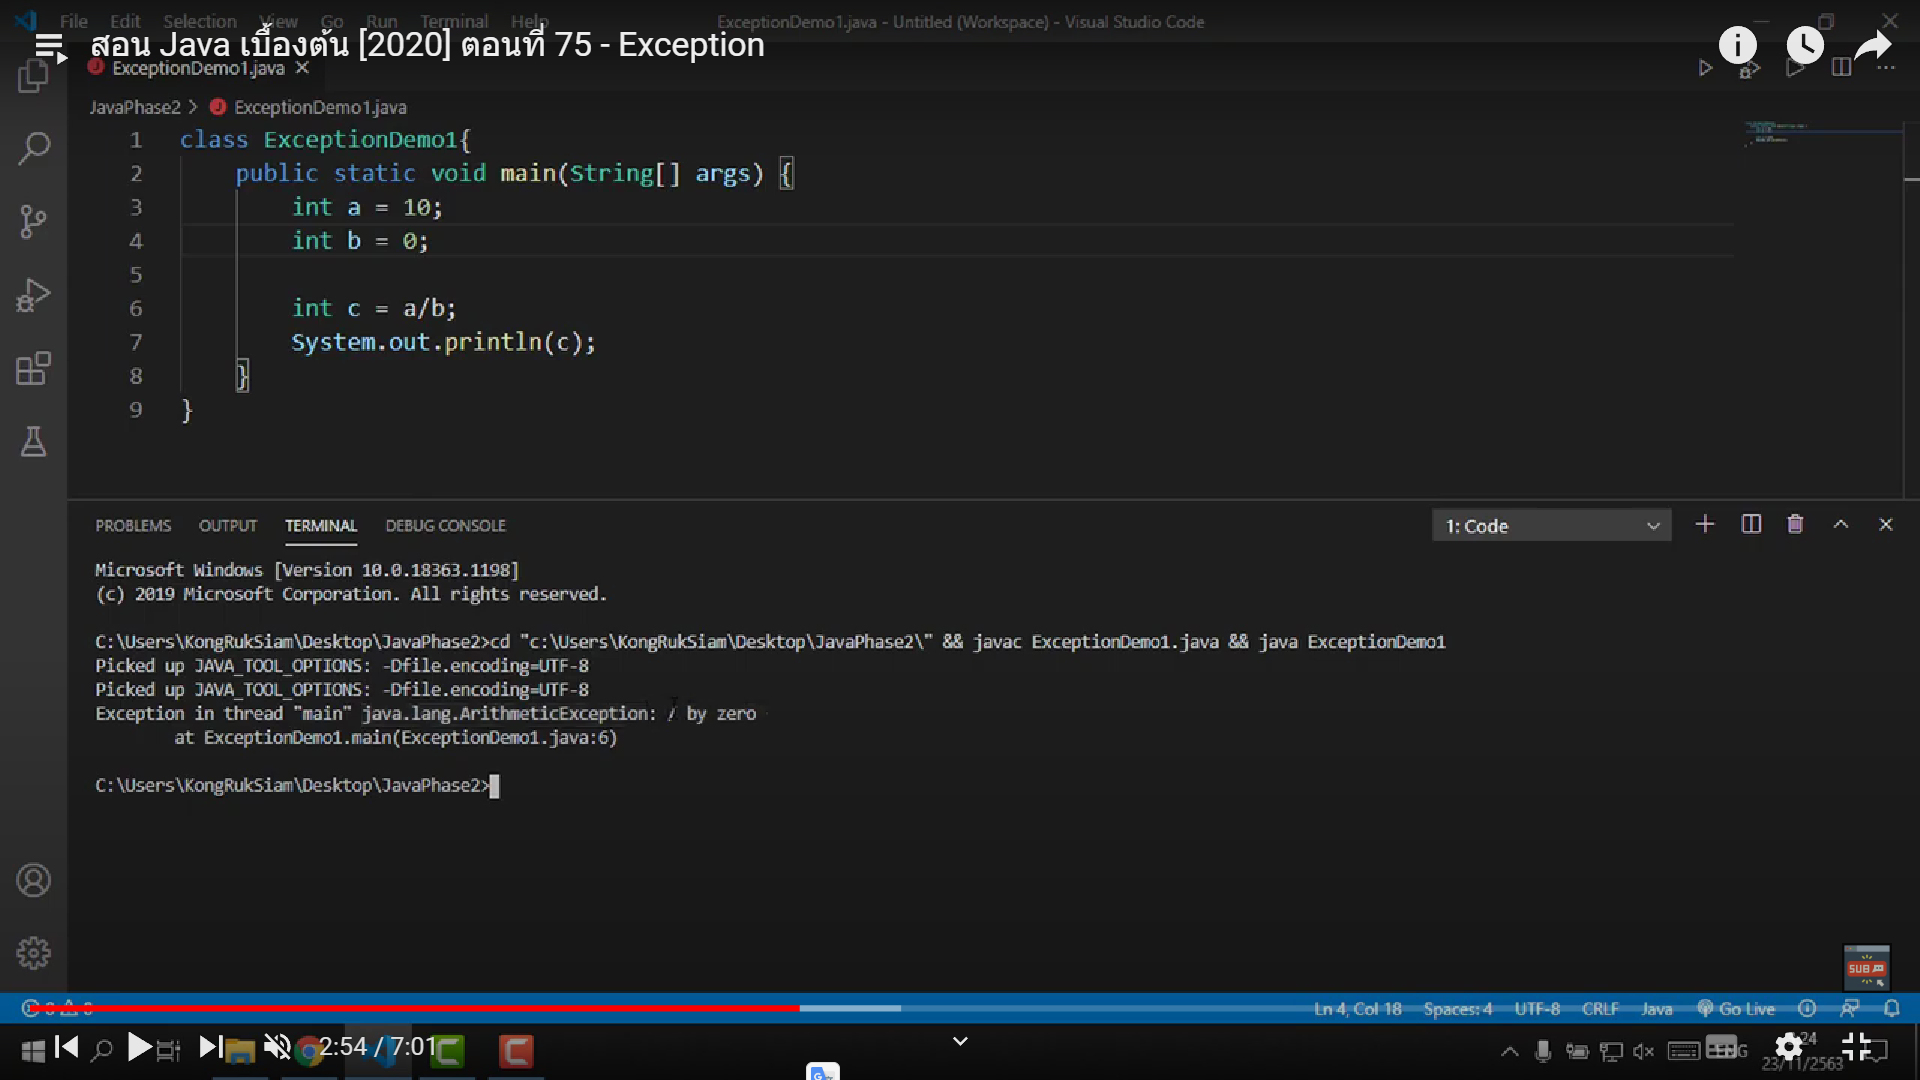 File Edit Selection View Go Run Terminal Help ExceptionDemo1.java - Untitled (Workspace) - Visual Studio Code
สอน Java เบื้องต้น [2020] ตอนที่ 75 - Exception
ExceptionDemo1.java
JavaPhase2 > ExceptionDemo1.java
1 class ExceptionDemo1{
2 public static void main(String[] args) {
3 int a = 10;
4 int b = 0;
5
6 int c = a/b;
7 System.out.println(c);
8 }
9 }
PROBLEMS OUTPUT TERMINAL DEBUG CONSOLE 1: Code
Microsoft Windows [Version 10.0.18363.1198]
(c) 2019 Microsoft Corporation. All rights reserved.
C:\Users\KongRukSiam\Desktop\JavaPhase2>cd "c:\Users\KongRukSiam\Desktop\JavaPhase2\" && javac ExceptionDemo1.java && java ExceptionDemo1
Picked up JAVA_TOOL_OPTIONS: -Dfile.encoding=UTF-8
Picked up JAVA_TOOL_OPTIONS: -Dfile.encoding=UTF-8
Exception in thread "main" java.lang.ArithmeticException: / by zero
at ExceptionDemo1.main(ExceptionDemo1.java:6)
C:\Users\KongRukSiam\Desktop\JavaPhase2>
SUB
Ln 4, Col 18 Spaces: 4 UTF-8 CRLF Java Go Live
2:54 / 7:01
ENG
23/11/2563